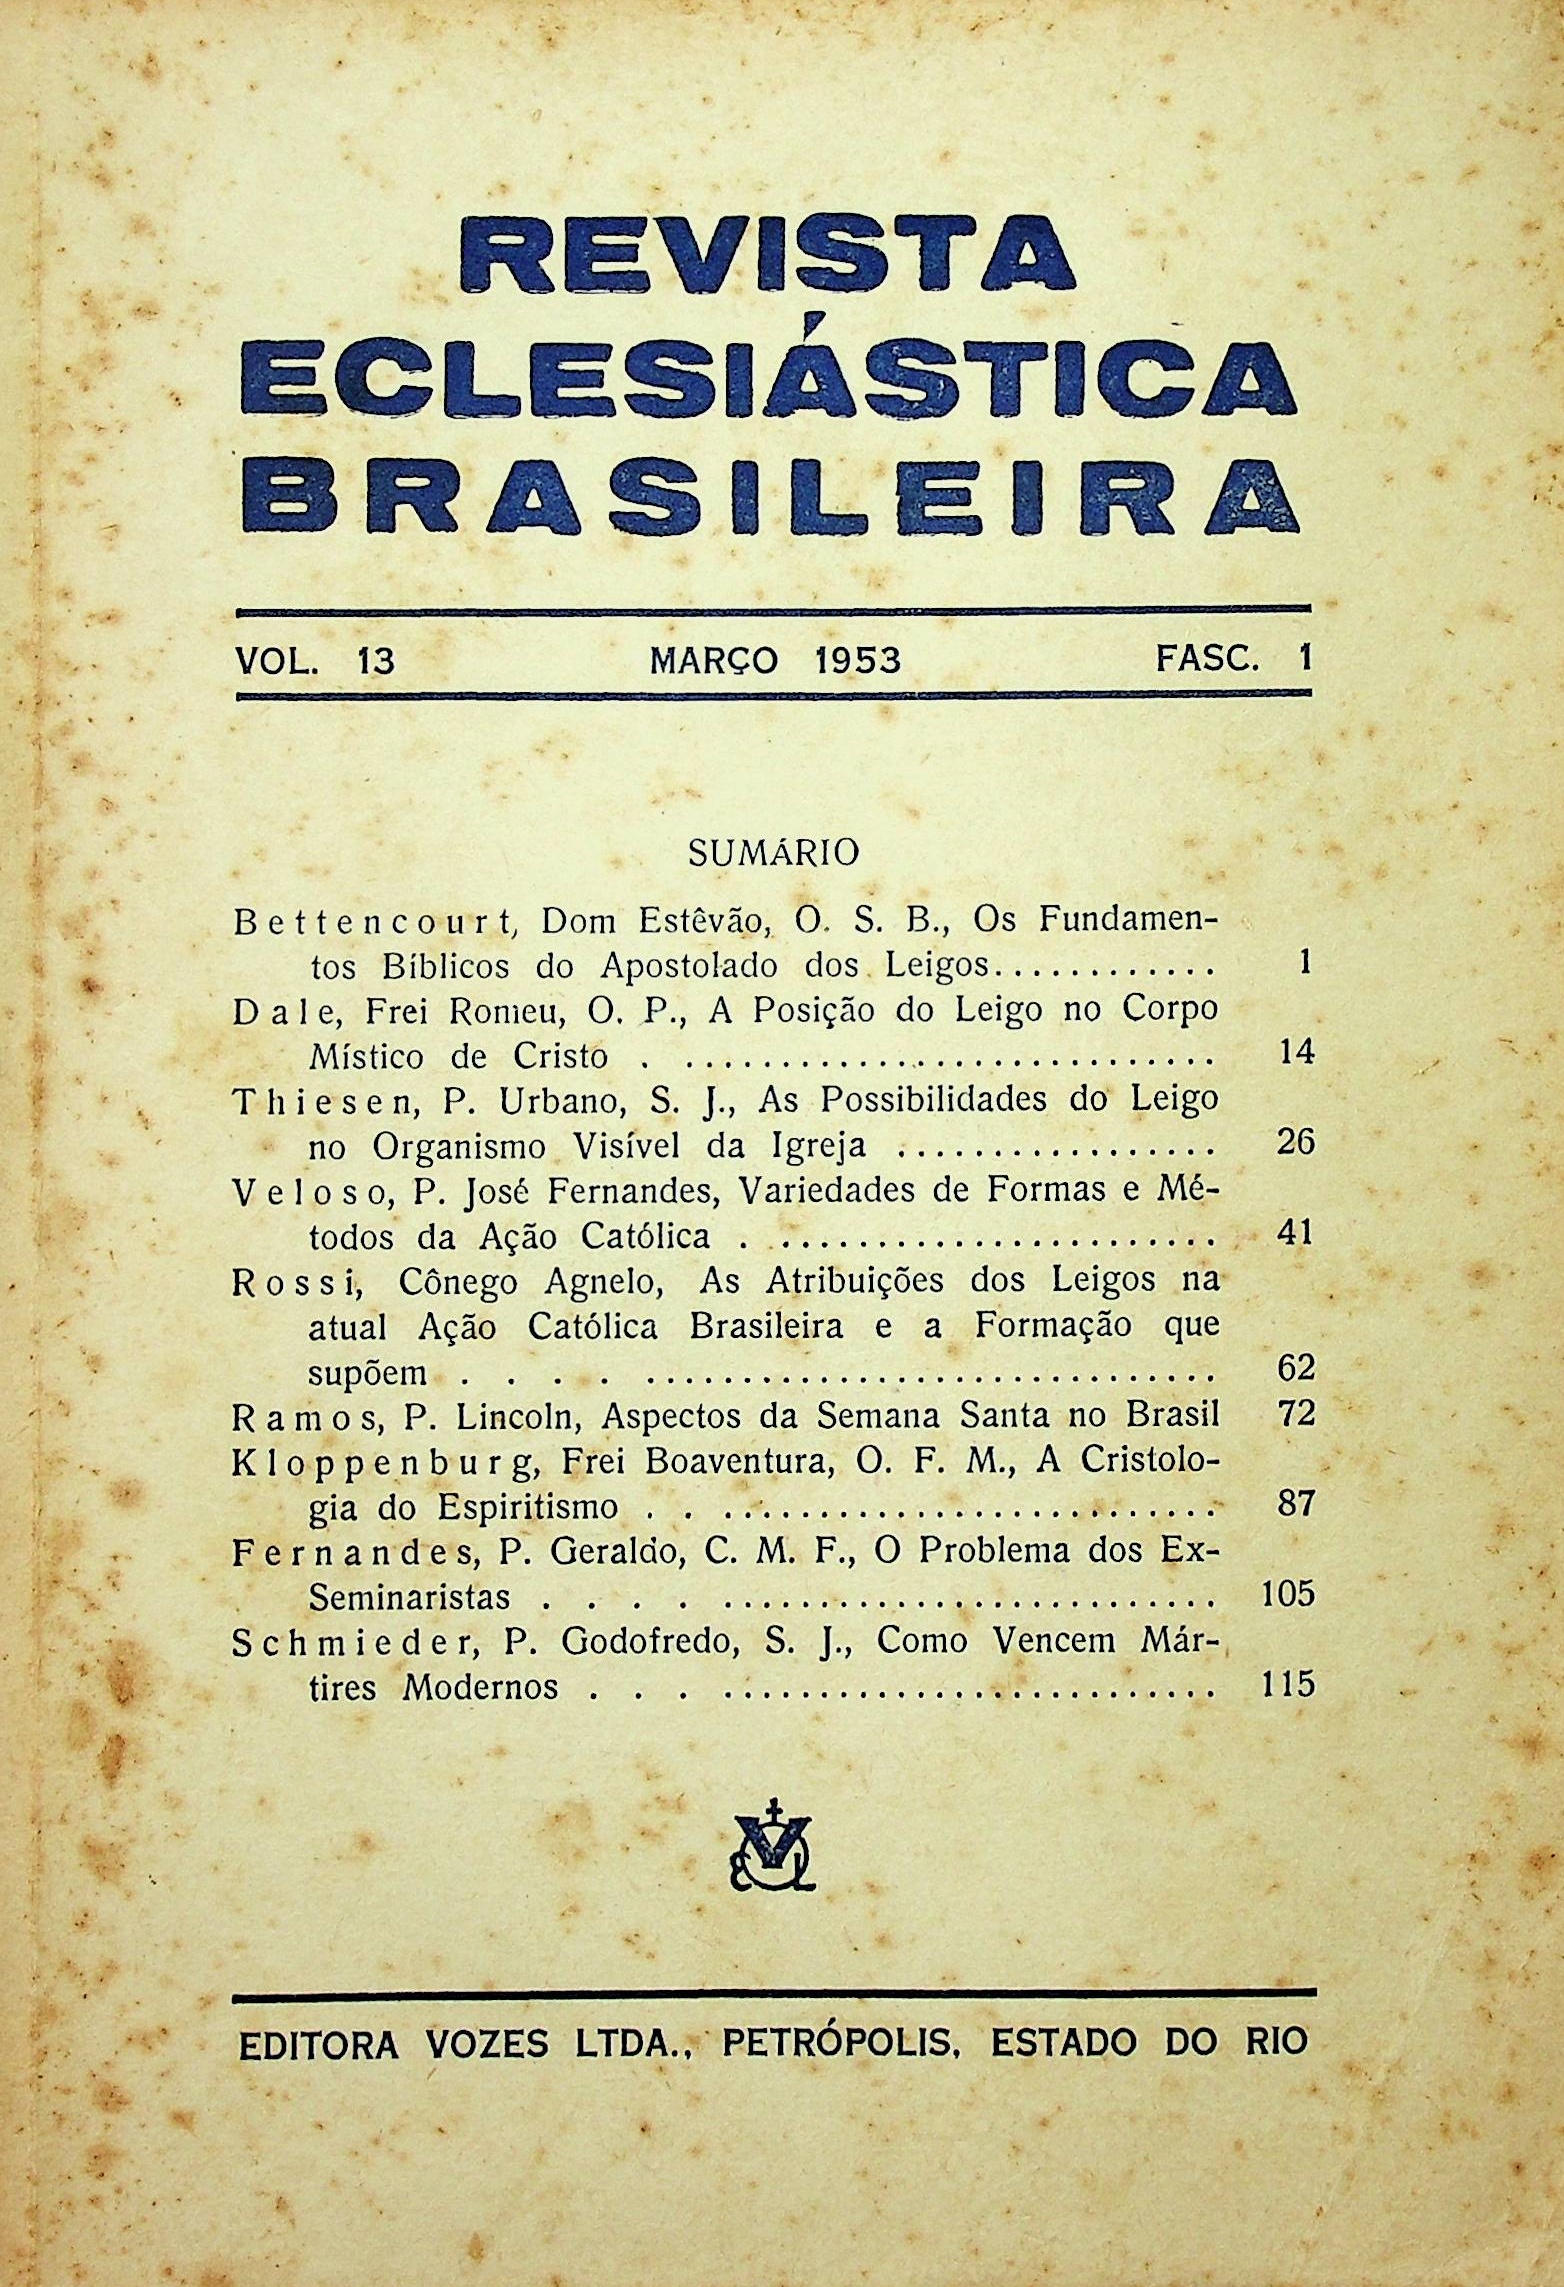 REVISTA
ECLESIÁSTICA
BRASILEIRA
VOL. 13 MARÇO 1953 FASC. 1
SUMÁRIO
Bettencourt, Dom Estêvão, O. S. B., Os Fundamen-
tos Bíblicos do Apostolado dos Leigos............ 1
Dale, Frei Romeu, O. P., A Posição do Leigo no Corpo
Místico de Cristo . ............................ 14
Thiesen, P. Urbano, S. J., As Possibilidades do Leigo
no Organismo Visível da Igreja ................. 26
Veloso, P. José Fernandes, Variedades de Formas e Mé-
todos da Ação Católica . ....................... 41
Rossi, Cônego Agnelo, As Atribuições dos Leigos na
atual Ação Católica Brasileira e a Formação que
supõem . . . . .............................. 62
Ramos, P. Lincoln, Aspectos da Semana Santa no Brasil 72
Kloppenburg, Frei Boaventura, O. F. M., A Cristolo-
gia do Espiritismo . . .......................... 87
Fernandes, P. Geraldo, C. M. F., O Problema dos Ex-
Seminaristas . . . . .......................... 105
Schmieder, P. Godofredo, S. J., Como Vencem Már-
tires Modernos . . . .......................... 115
EDITORA VOZES LTDA., PETRÓPOLIS, ESTADO DO RIO